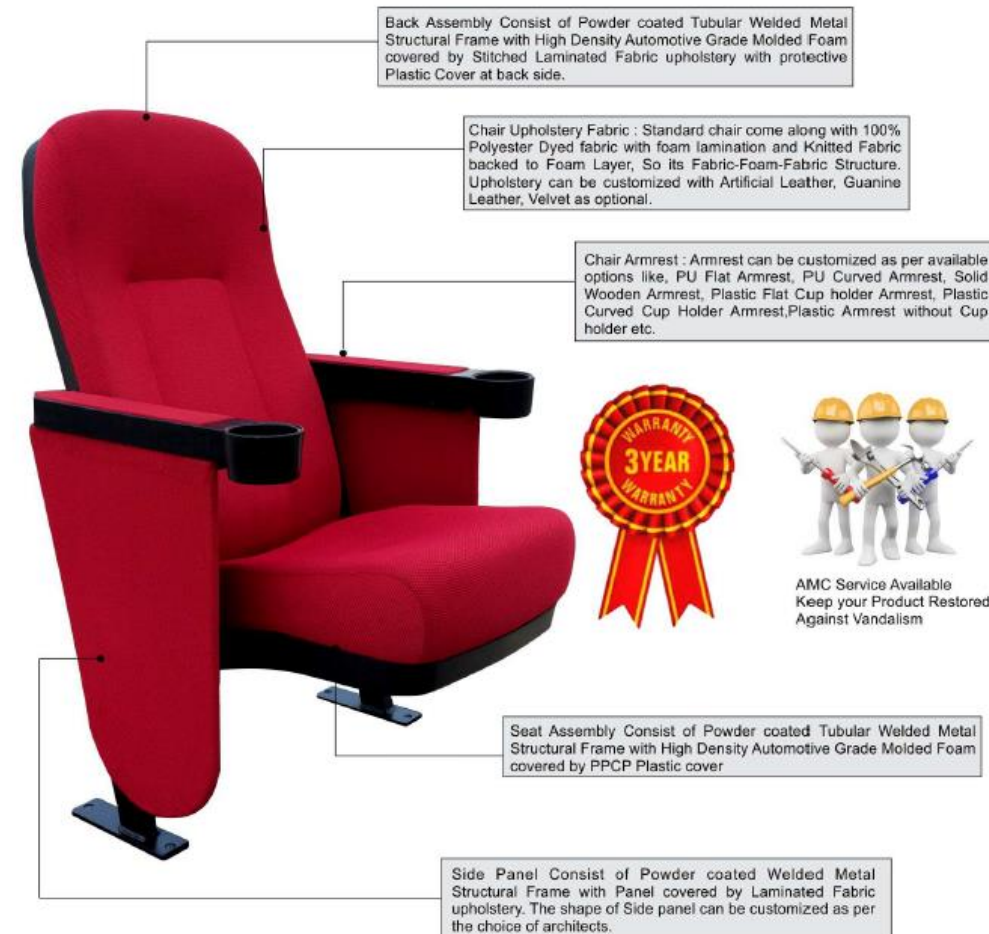 Back Assembly Consist of Powder coated Tubular Welded Metal
Structural Frame with High Density Automotive Grade Molded Foam
covered by Stitched Laminated Fabric upholstery with protective
Plastic Cover at back side.
Chair Upholstery Fabric : Standard chair come along with 100%
Polyester Dyed fabric with foam lamination and Knitted Fabric
backed to Foam Layer, So its Fabric-Foam-Fabric Structure.
Upholstery can be customized with Artificial Leather, Guanine
Leather, Velvet as optional.
Chair Armrest : Armrest can be customized as per available
options like, PU Flat Armrest, PU Curved Armrest, Solid
Wooden Armrest, Plastic Flat Cup holder Armrest, Plastic
Curved Cup Holder Armrest,Plastic Armrest without Cup
holder etc.
WARRANTY
3 YEAR
WARRANTY
AMC Service Available
Keep your Product Restored
Against Vandalism
Seat Assembly Consist of Powder coated Tubular Welded Metal
Structural Frame with High Density Automotive Grade Molded Foam
covered by PPCP Plastic cover
Side Panel Consist of Powder coated Welded Metal
Structural Frame with Panel covered by Laminated Fabric
upholstery. The shape of Side panel can be customized as per
the choice of architects.